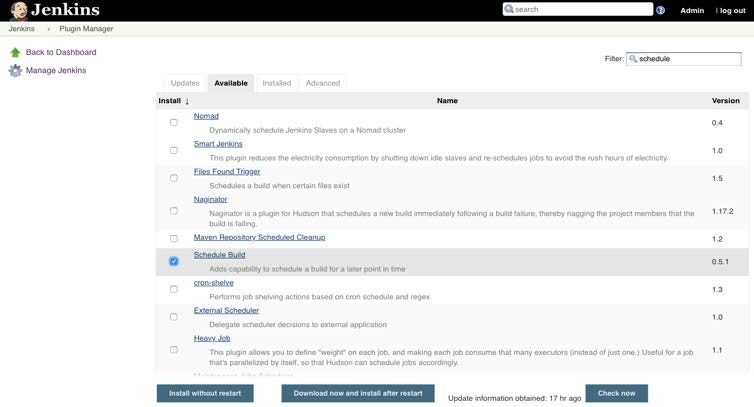 Jenkins
search
Admin
| log out
Jenkins › Plugin Manager
Back to Dashboard
Manage Jenkins
Filter: schedule
Updates Available Installed Advanced
Install ↓ Name Version
Nomad
Dynamically schedule Jenkins Slaves on a Nomad cluster
0.4
Smart Jenkins
This plugin reduces the electricity consumption by shutting down idle slaves and re-schedules jobs to avoid the rush hours of electricity.
1.0
Files Found Trigger
Schedules a build when certain files exist
1.5
Naginator
Naginator is a plugin for Hudson that schedules a new build immediately following a build failure, thereby nagging the project members that the
build is failing.
1.17.2
Maven Repository Scheduled Cleanup
1.2
Schedule Build
Adds capability to schedule a build for a later point in time
0.5.1
cron-shelve
Performs job shelving actions based on cron schedule and regex
1.3
External Scheduler
Delegate scheduler decisions to external application
1.0
Heavy Job
This plugin allows you to define "weight" on each job, and making each job consume that many executors (instead of just one.) Useful for a job
that's parallelized by itself, so that Hudson can schedule jobs accordingly.
1.1
Install without restart
Download now and install after restart
Update information obtained: 17 hr ago
Check now